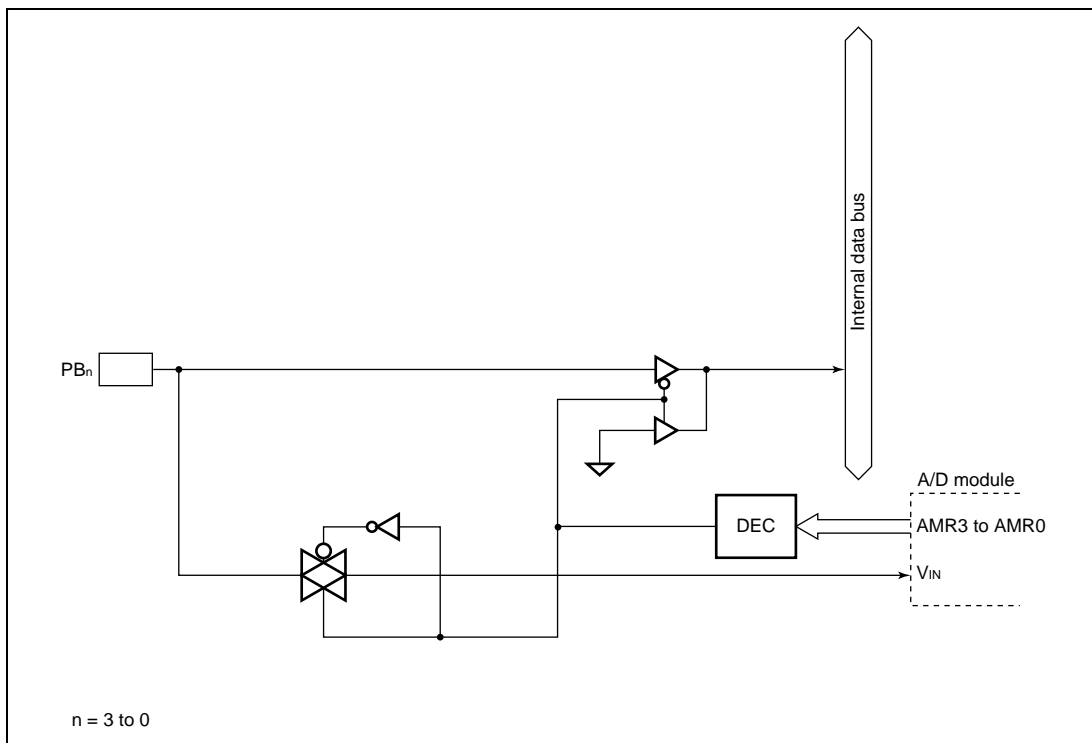 Internal data bus
PBn
A/D module
DEC
AMR3 to AMR0
VIN
n = 3 to 0